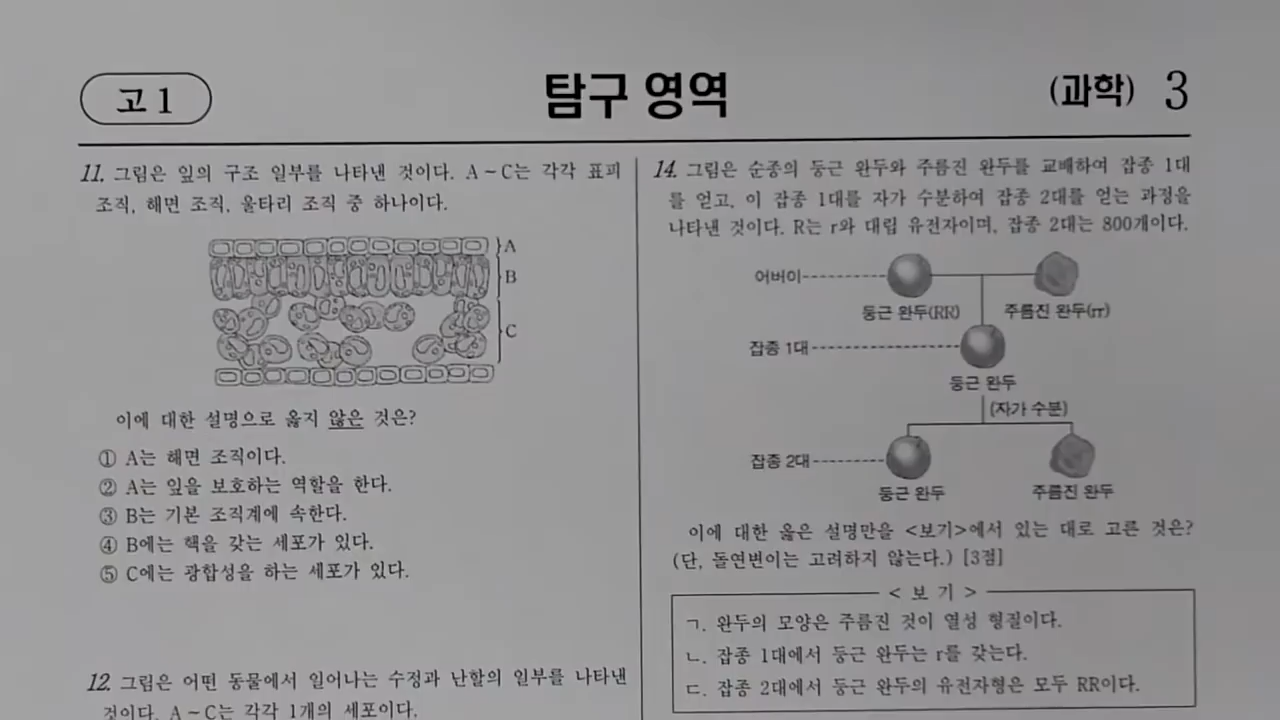 고 1
탐구 영역
(과학) 3
11. 그림은 잎의 구조 일부를 나타낸 것이다. A~C는 각각 표피
조직, 해면 조직, 울타리 조직 중 하나이다.
A
B
C
이에 대한 설명으로 옳지 않은 것은?
① A는 해면 조직이다.
② A는 잎을 보호하는 역할을 한다.
③ B는 기본 조직계에 속한다.
④ B에는 핵을 갖는 세포가 있다.
⑤ C에는 광합성을 하는 세포가 있다.
12. 그림은 어떤 동물에서 일어나는 수정과 난할의 일부를 나타낸
것이다. A~C는 각각 1개의 세포이다.
14. 그림은 순종의 둥근 완두와 주름진 완두를 교배하여 잡종 1대
를 얻고, 이 잡종 1대를 자가 수분하여 잡종 2대를 얻는 과정을
나타낸 것이다. R는 r와 대립 유전자이며, 잡종 2대는 800개이다.
어버이
둥근 완두(RR) 주름진 완두(rr)
잡종 1대
둥근 완두
(자가 수분)
잡종 2대
둥근 완두 주름진 완두
이에 대한 옳은 설명만을 <보기>에서 있는 대로 고른 것은?
(단, 돌연변이는 고려하지 않는다.) [3점]
< 보 기 >
ㄱ. 완두의 모양은 주름진 것이 열성 형질이다.
ㄴ. 잡종 1대에서 둥근 완두는 r를 갖는다.
ㄷ. 잡종 2대에서 둥근 완두의 유전자형은 모두 RR이다.